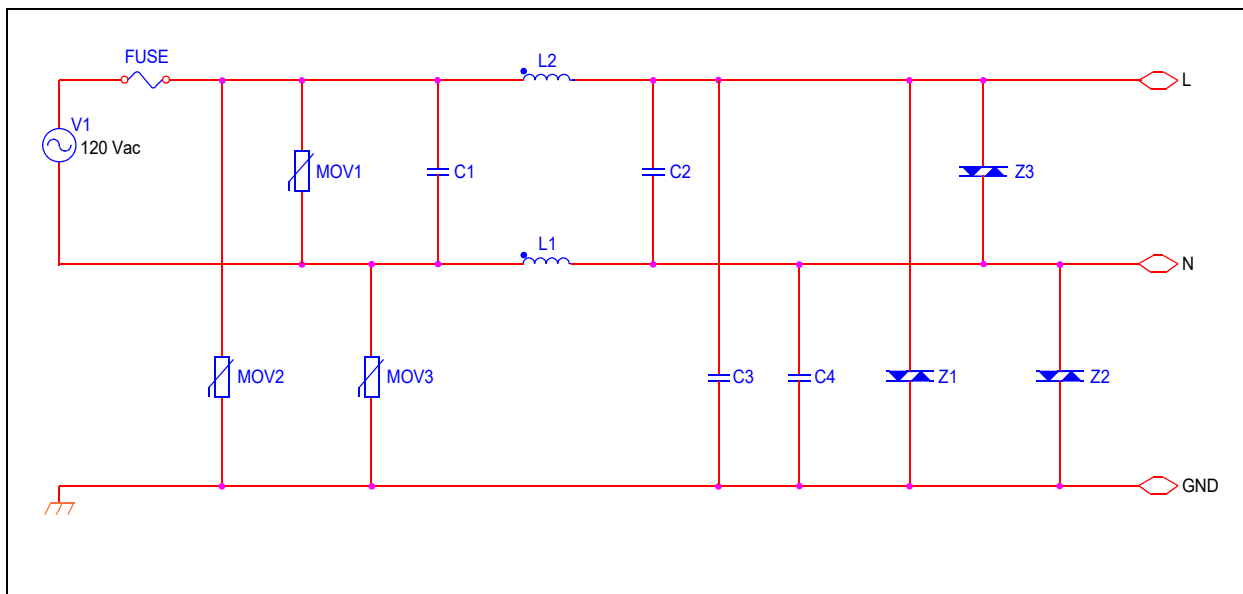 FUSE
L2
L
V1
120 Vac
MOV1
C1
C2
Z3
L1
N
MOV2
MOV3
C3
C4
Z1
Z2
GND